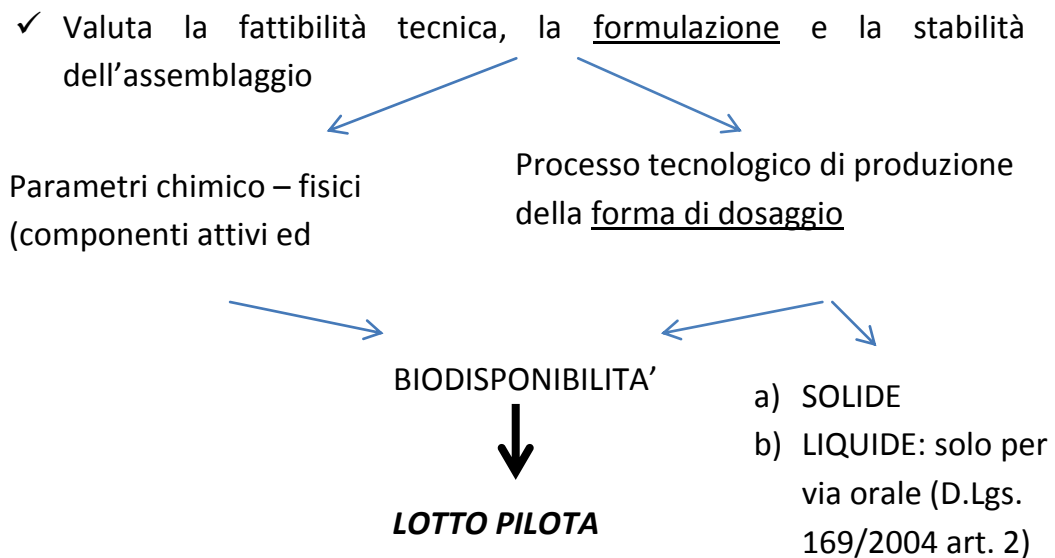 ✓ Valuta la fattibilità tecnica, la formulazione e la stabilità
dell’assemblaggio
Parametri chimico – fisici
(componenti attivi ed
Processo tecnologico di produzione
della forma di dosaggio
BIODISPONIBILITA’
LOTTO PILOTA
a) SOLIDE
b) LIQUIDE: solo per
via orale (D.Lgs.
169/2004 art. 2)